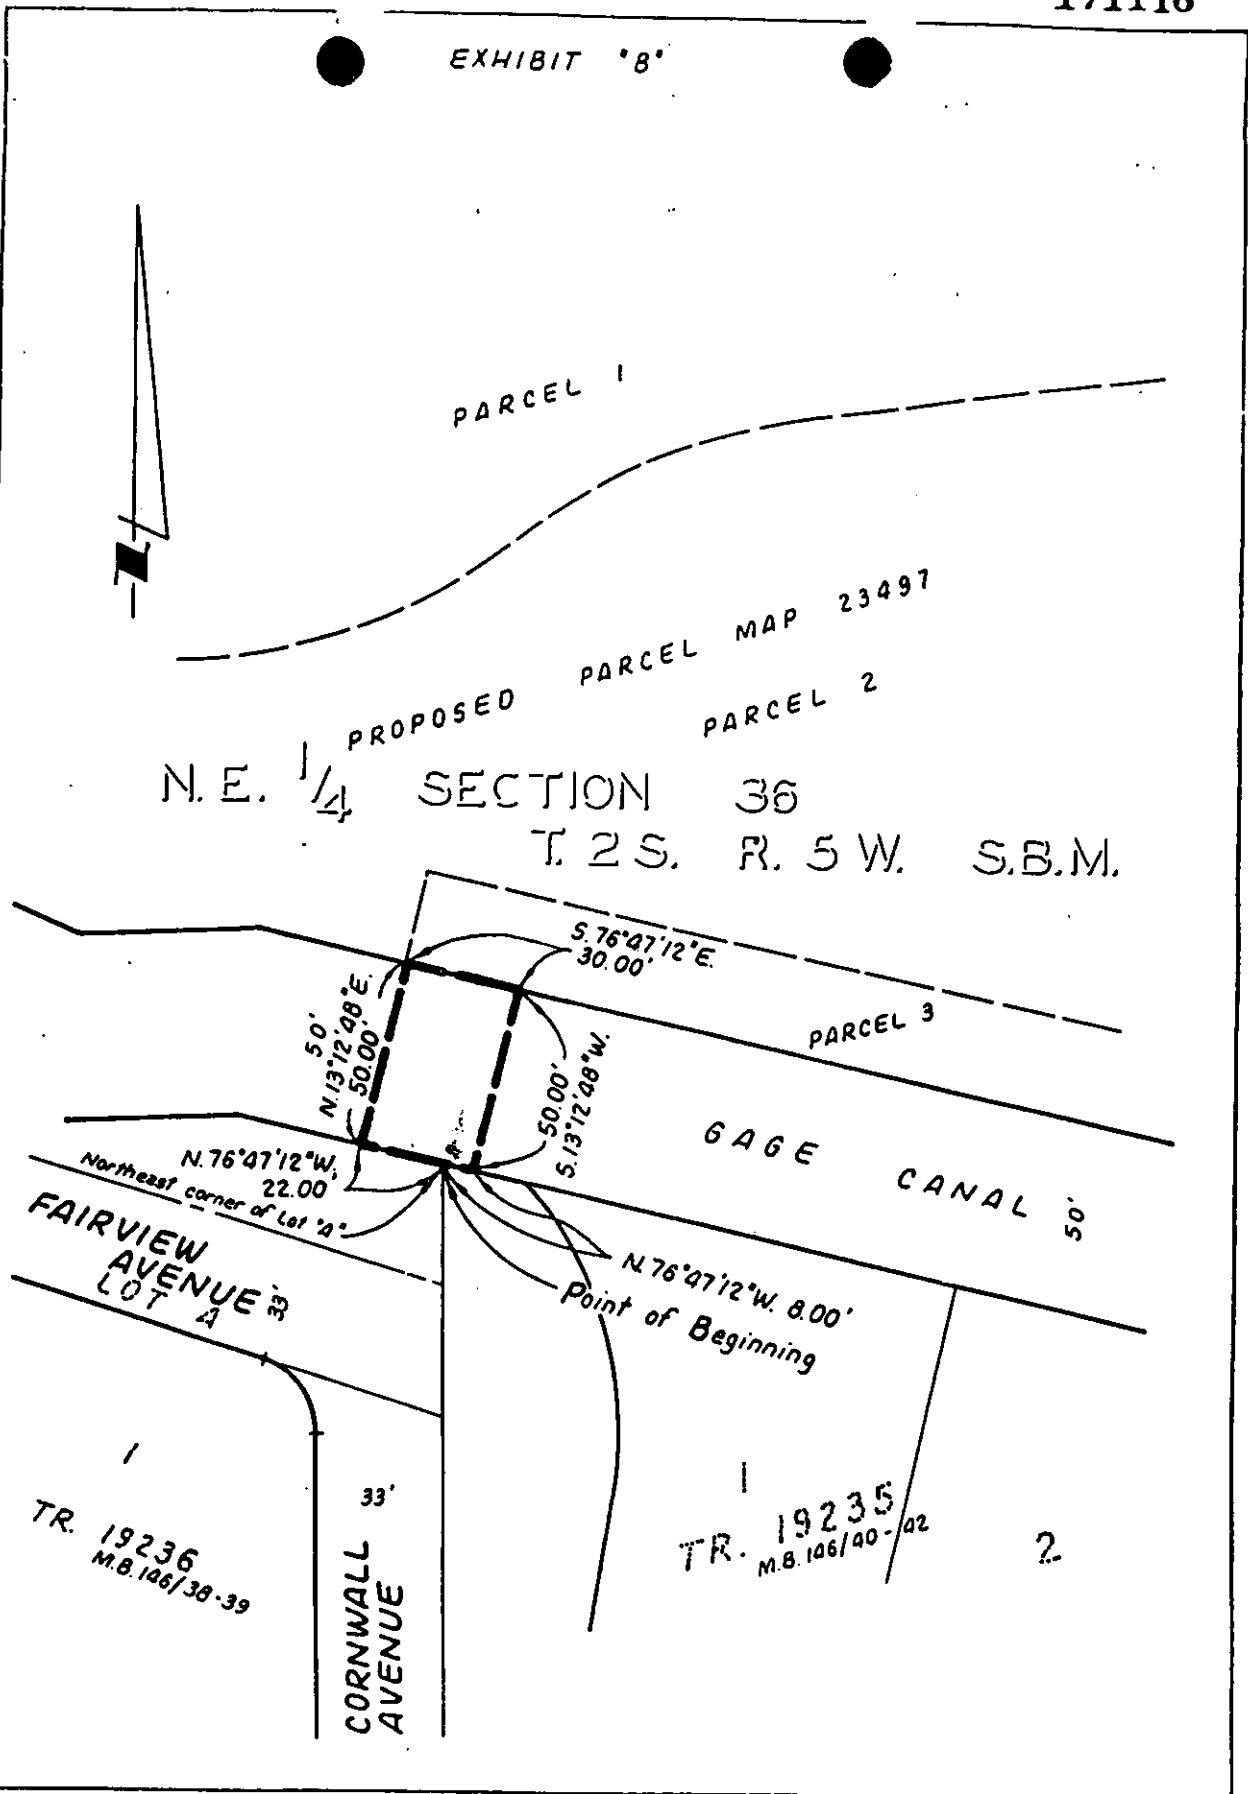 EXHIBIT "B"
PARCEL 1
PROPOSED PARCEL MAP 23497
PARCEL 2
N.E. 1/4 SECTION 36
T. 2 S. R. 5 W. S.B.M.
S. 76°47'12"E.
30.00'
PARCEL 3
50'
N.13°12'48"E.
50.00'
50.00'
S.13°12'48"W.
GAGE CANAL
50'
N.76°47'12"W.
22.00'
Northeast corner of Lot "A"
N.76°47'12"W. 8.00'
Point of Beginning
FAIRVIEW
AVENUE
LOT A
33'
1
TR. 19236
M.B. 146/38-39
33'
CORNWALL
AVENUE
1
TR. 19235
M.B. 146/40-42
2
N